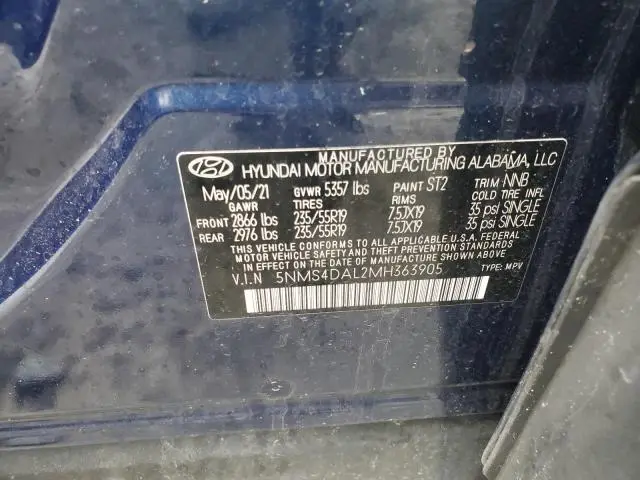 MANUFACTURED BY
HYUNDAI MOTOR MANUFACTURING ALABAMA, LLC
May/05/21 GVWR 5357 lbs PAINT ST2 TRIM NNB
GAWR TIRES RIMS COLD TIRE INFL
FRONT 2866 lbs 235/55R19 7.5JX19 35 psi SINGLE
REAR 2976 lbs 235/55R19 7.5JX19 35 psi SINGLE
THIS VEHICLE CONFORMS TO ALL APPLICABLE U.S.A. FEDERAL
MOTOR VEHICLE SAFETY AND THEFT PREVENTION STANDARDS
IN EFFECT ON THE DATE OF MANUFACTURE SHOWN ABOVE.
V.I.N 5NMS4DAL2MH363905 TYPE: MPV